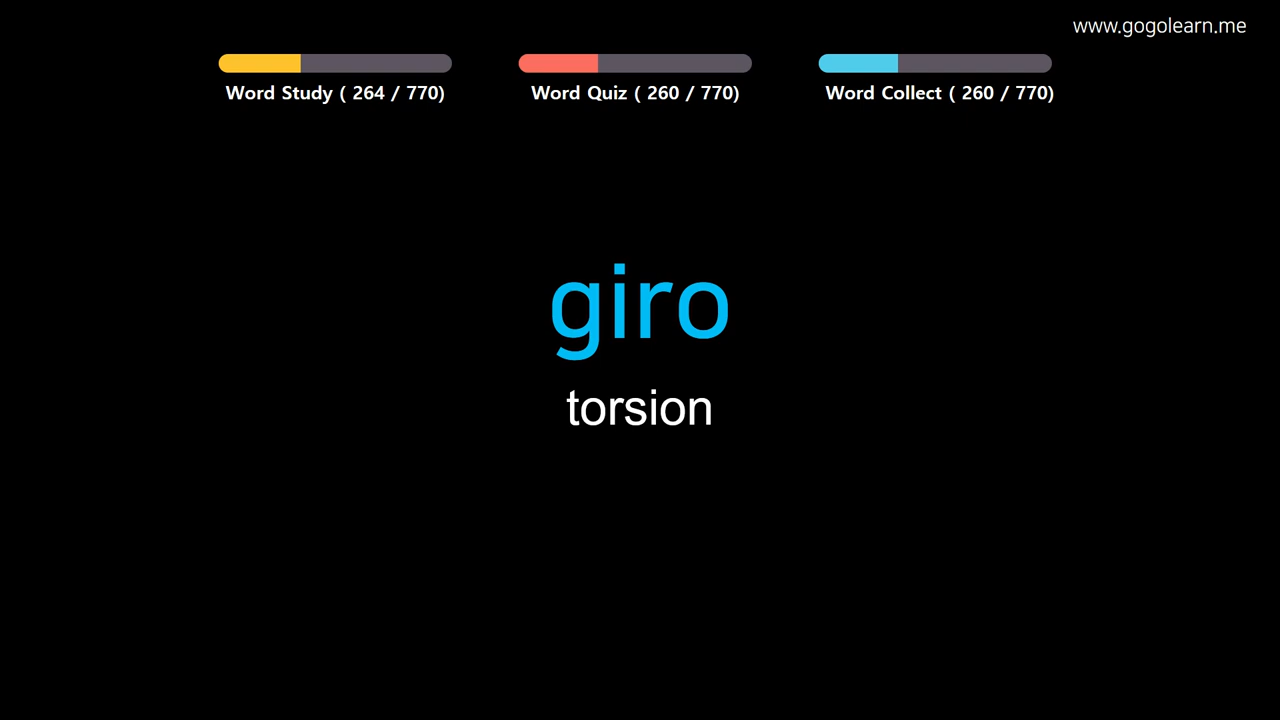 www.gogolearn.me
Word Study ( 264 / 770)
Word Quiz ( 260 / 770)
Word Collect ( 260 / 770)
giro
torsion